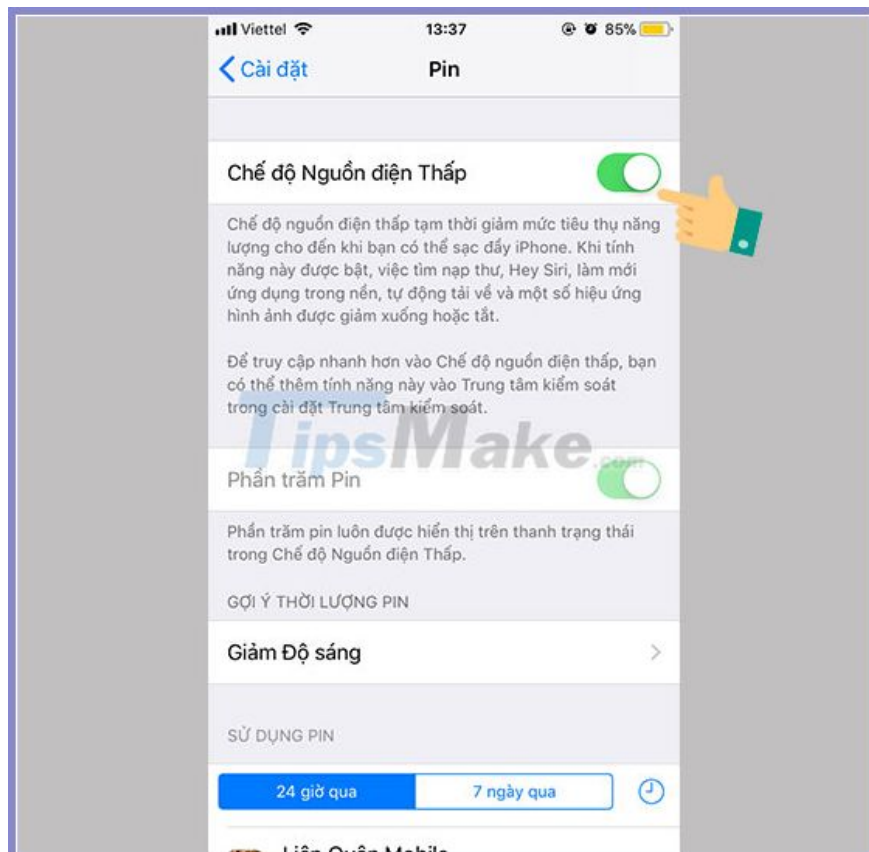 Viettel 13:37 85%
Cài đặt Pin
Chế độ Nguồn điện Thấp
Chế độ nguồn điện thấp tạm thời giảm mức tiêu thụ năng
lượng cho đến khi bạn có thể sạc đầy iPhone. Khi tính
năng này được bật, việc tìm nạp thư, Hey Siri, làm mới
ứng dụng trong nền, tự động tải về và một số hiệu ứng
hình ảnh được giảm xuống hoặc tắt.
Để truy cập nhanh hơn vào Chế độ nguồn điện thấp, bạn
có thể thêm tính năng này vào Trung tâm kiểm soát
trong cài đặt Trung tâm kiểm soát.
TipsMake.com
Phần trăm Pin
Phần trăm pin luôn được hiển thị trên thanh trạng thái
trong Chế độ Nguồn điện Thấp.
GỢI Ý THỜI LƯỢNG PIN
Giảm Độ sáng
SỬ DỤNG PIN
24 giờ qua 7 ngày qua
Liên Quân Mobile